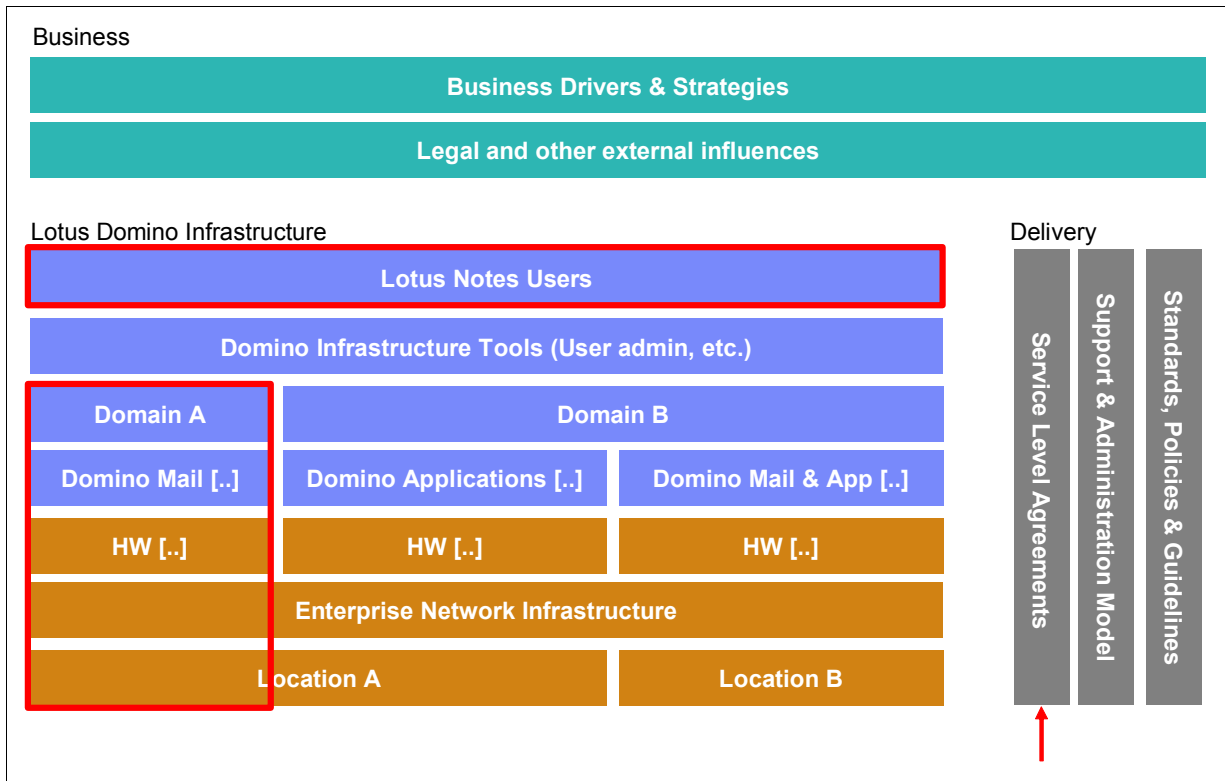 Business
Business Drivers & Strategies
Legal and other external influences
Lotus Domino Infrastructure
Lotus Notes Users
Domino Infrastructure Tools (User admin, etc.)
Domain A
Domain B
Domino Mail [..]
Domino Applications [..]
Domino Mail & App [..]
HW [..]
HW [..]
HW [..]
Enterprise Network Infrastructure
Location A
Location B
Delivery
Service Level Agreements
Support & Administration Model
Standards, Policies & Guidelines